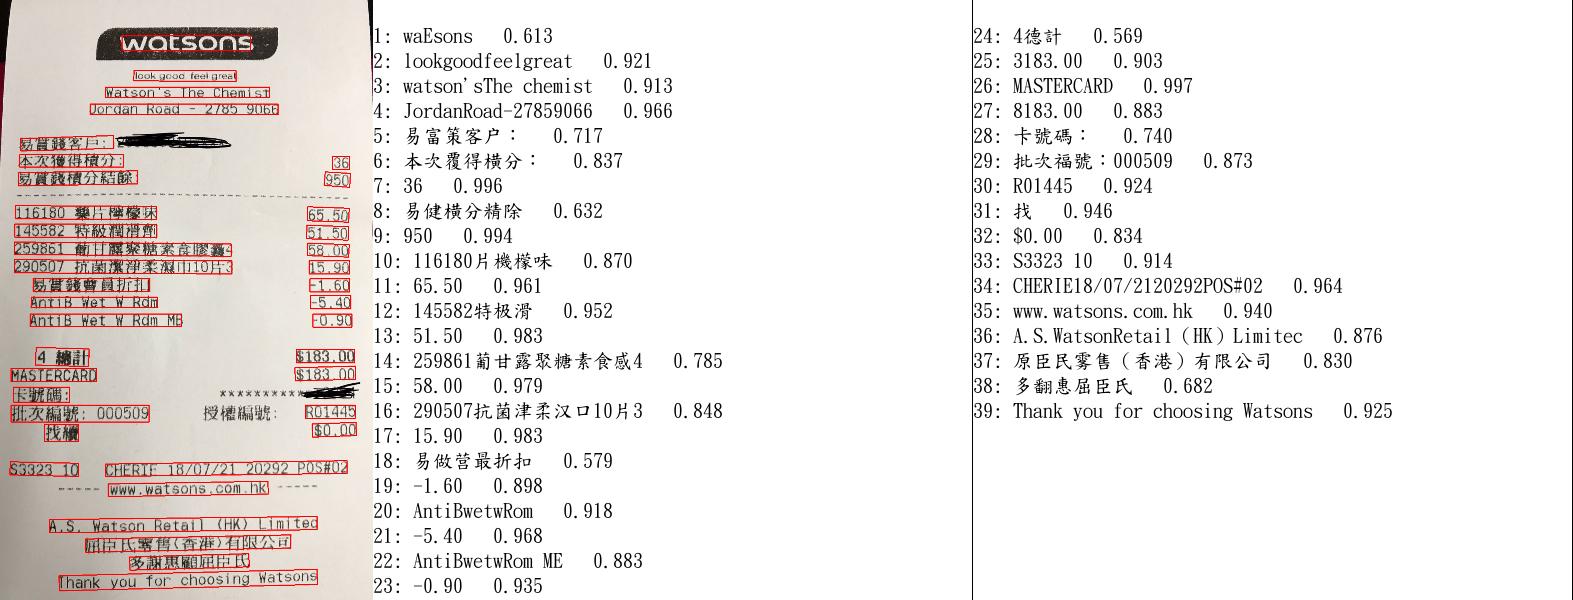 watsons
look good feel great
Watson's The Chemist
Jordan Road - 2785 9066
易賞錢客戶:
本次獲得積分: 36
易賞錢積分結餘: 950
116180 樂片檸檬味 65.50
145582 特級潤滑劑 51.50
259861 葡甘露聚糖素食膠囊4 58.00
290507 抗菌潔淨柔濕巾10片3 15.90
易賞錢會員折扣 -1.60
AntiB Wet W Rdm -5.40
AntiB Wet W Rdm MB -0.90
4 總計 $183.00
MASTERCARD $183.00
卡號碼: ************
批次編號: 000509 授權編號: R01445
找續 $0.00
S3323 10 CHERIE 18/07/21 20292 POS#02
----- www.watsons.com.hk -----
A.S. Watson Retail (HK) Limited
屈臣氏零售(香港)有限公司
多謝惠顧屈臣氏
Thank you for choosing Watsons
1: waEsons 0.613
2: lookgoodfeelgreat 0.921
3: watson'sThe chemist 0.913
4: JordanRoad-27859066 0.966
5: 易富策客户： 0.717
6: 本次覆得橫分： 0.837
7: 36 0.996
8: 易健橫分精除 0.632
9: 950 0.994
10: 116180片機檬味 0.870
11: 65.50 0.961
12: 145582特极滑 0.952
13: 51.50 0.983
14: 259861葡甘露聚糖素食感4 0.785
15: 58.00 0.979
16: 290507抗菌津柔汉口10片3 0.848
17: 15.90 0.983
18: 易做营最折扣 0.579
19: -1.60 0.898
20: AntiBwetwRom 0.918
21: -5.40 0.968
22: AntiBwetwRom ME 0.883
23: -0.90 0.935
24: 4德計 0.569
25: 3183.00 0.903
26: MASTERCARD 0.997
27: 8183.00 0.883
28: 卡號碼： 0.740
29: 批次福號：000509 0.873
30: R01445 0.924
31: 找 0.946
32: $0.00 0.834
33: S3323 10 0.914
34: CHERIE18/07/2120292POS#02 0.964
35: www.watsons.com.hk 0.940
36: A.S.WatsonRetail（HK）Limitec 0.876
37: 原臣民雾售（香港）有限公司 0.830
38: 多翻惠屈臣民 0.682
39: Thank you for choosing Watsons 0.925